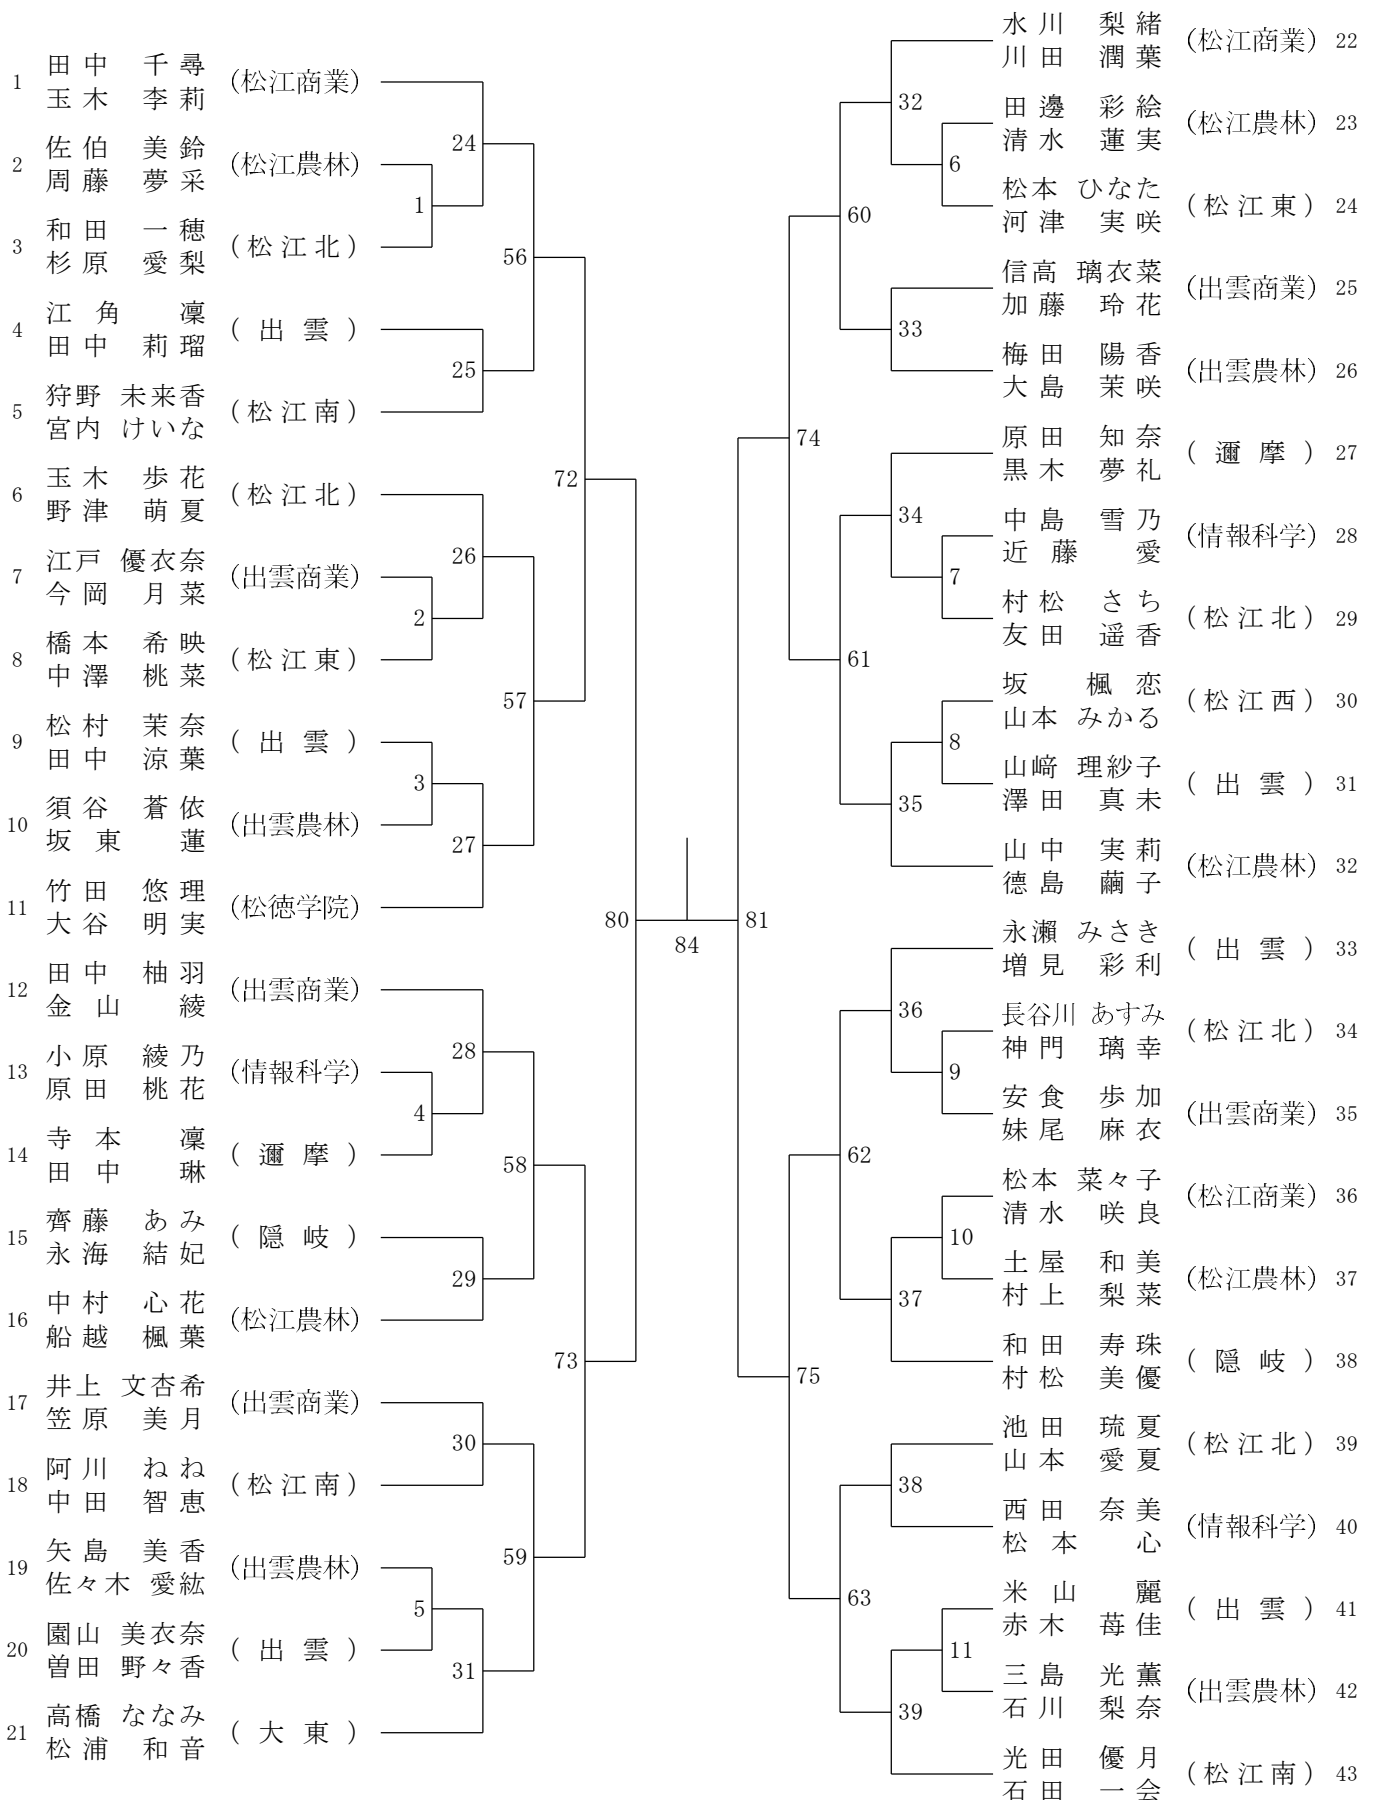 1 田中 千尋 (松江商業)
玉木 李莉
2 佐伯 美鈴 (松江農林)
周藤 夢采
3 和田 一穂 (松江北)
杉原 愛梨
4 江角 凜 (出雲)
田中 莉瑠
5 狩野 未来香 (松江南)
宮内 けいな
6 玉木 歩花 (松江北)
野津 萌夏
7 江戸 優衣奈 (出雲商業)
今岡 月菜
8 橋本 希映 (松江東)
中澤 桃菜
9 松村 茉奈 (出雲)
田中 涼葉
10 須谷 蒼依 (出雲農林)
坂東 蓮
11 竹田 悠理 (松徳学院)
大谷 明実
12 田中 柚羽 (出雲商業)
金山 綾
13 小原 綾乃 (情報科学)
原田 桃花
14 寺本 凜 (邇摩)
田中 琳
15 齊藤 あみ (隠岐)
永海 結妃
16 中村 心花 (松江農林)
船越 楓葉
17 井上 文杏希 (出雲商業)
笠原 美月
18 阿川 ねね (松江南)
中田 智恵
19 矢島 美香 (出雲農林)
佐々木 愛紘
20 園山 美衣奈 (出雲)
曽田 野々香
21 高橋 ななみ (大東)
松浦 和音
24
1
56
25
72
26
2
57
3
27
80
28
4
58
29
73
30
59
5
31
84
81
32
6
60
33
74
34
7
61
8
35
36
9
62
10
37
75
38
63
11
39
水川 梨緒 (松江商業) 22
川田 潤葉
田邊 彩絵 (松江農林) 23
清水 蓮実
松本 ひなた (松江東) 24
河津 実咲
信高 璃衣菜 (出雲商業) 25
加藤 玲花
梅田 陽香 (出雲農林) 26
大島 茉咲
原田 知奈 (邇摩) 27
黒木 夢礼
中島 雪乃 (情報科学) 28
近藤 愛
村松 さち (松江北) 29
友田 遥香
坂 楓恋 (松江西) 30
山本 みかる
山﨑 理紗子 (出雲) 31
澤田 真未
山中 実莉 (松江農林) 32
德島 繭子
永瀬 みさき (出雲) 33
増見 彩利
長谷川 あすみ (松江北) 34
神門 璃幸
安食 歩加 (出雲商業) 35
妹尾 麻衣
松本 菜々子 (松江商業) 36
清水 咲良
土屋 和美 (松江農林) 37
村上 梨菜
和田 寿珠 (隠岐) 38
村松 美優
池田 琉夏 (松江北) 39
山本 愛夏
西田 奈美 (情報科学) 40
松本 心
米山 麗 (出雲) 41
赤木 苺佳
三島 光薫 (出雲農林) 42
石川 梨奈
光田 優月 (松江南) 43
石田 一会